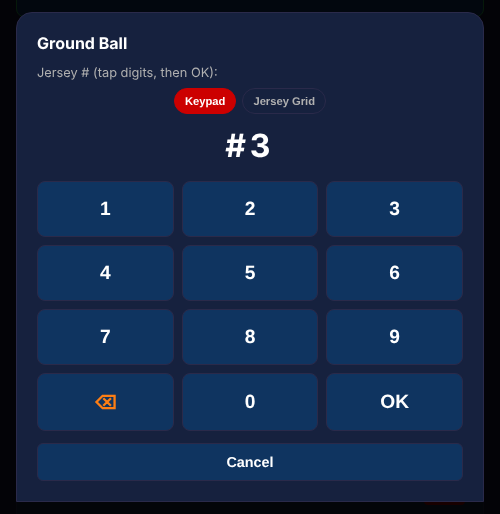 Ground Ball
Jersey # (tap digits, then OK):
Keypad Jersey Grid
#3
1 2 3
4 5 6
7 8 9
⌫ 0 OK
Cancel